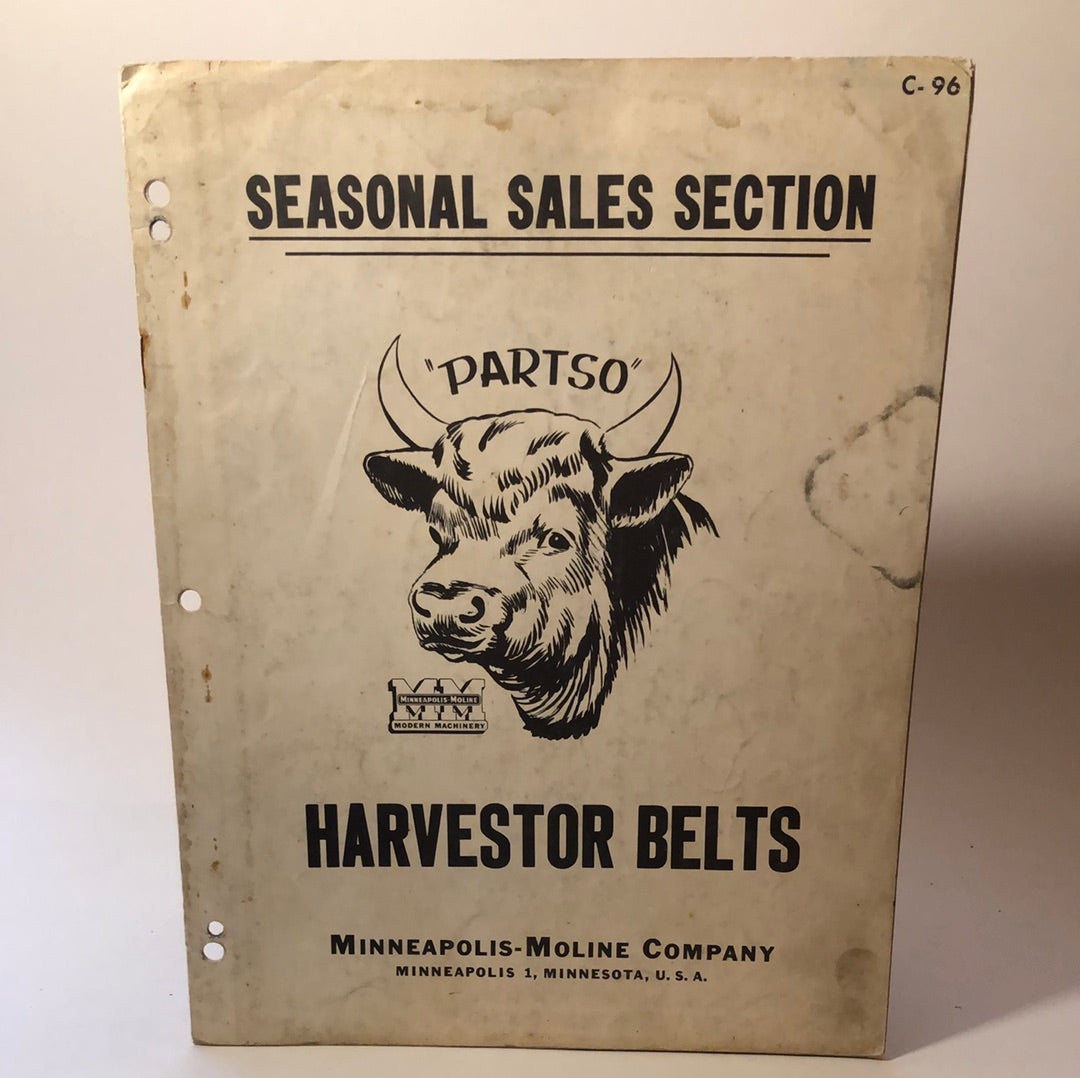 C-96
SEASONAL SALES SECTION
"PARTSO"
MM
MINNEAPOLIS-MOLINE
MODERN MACHINERY
HARVESTOR BELTS
MINNEAPOLIS-MOLINE COMPANY
MINNEAPOLIS 1, MINNESOTA, U. S. A.